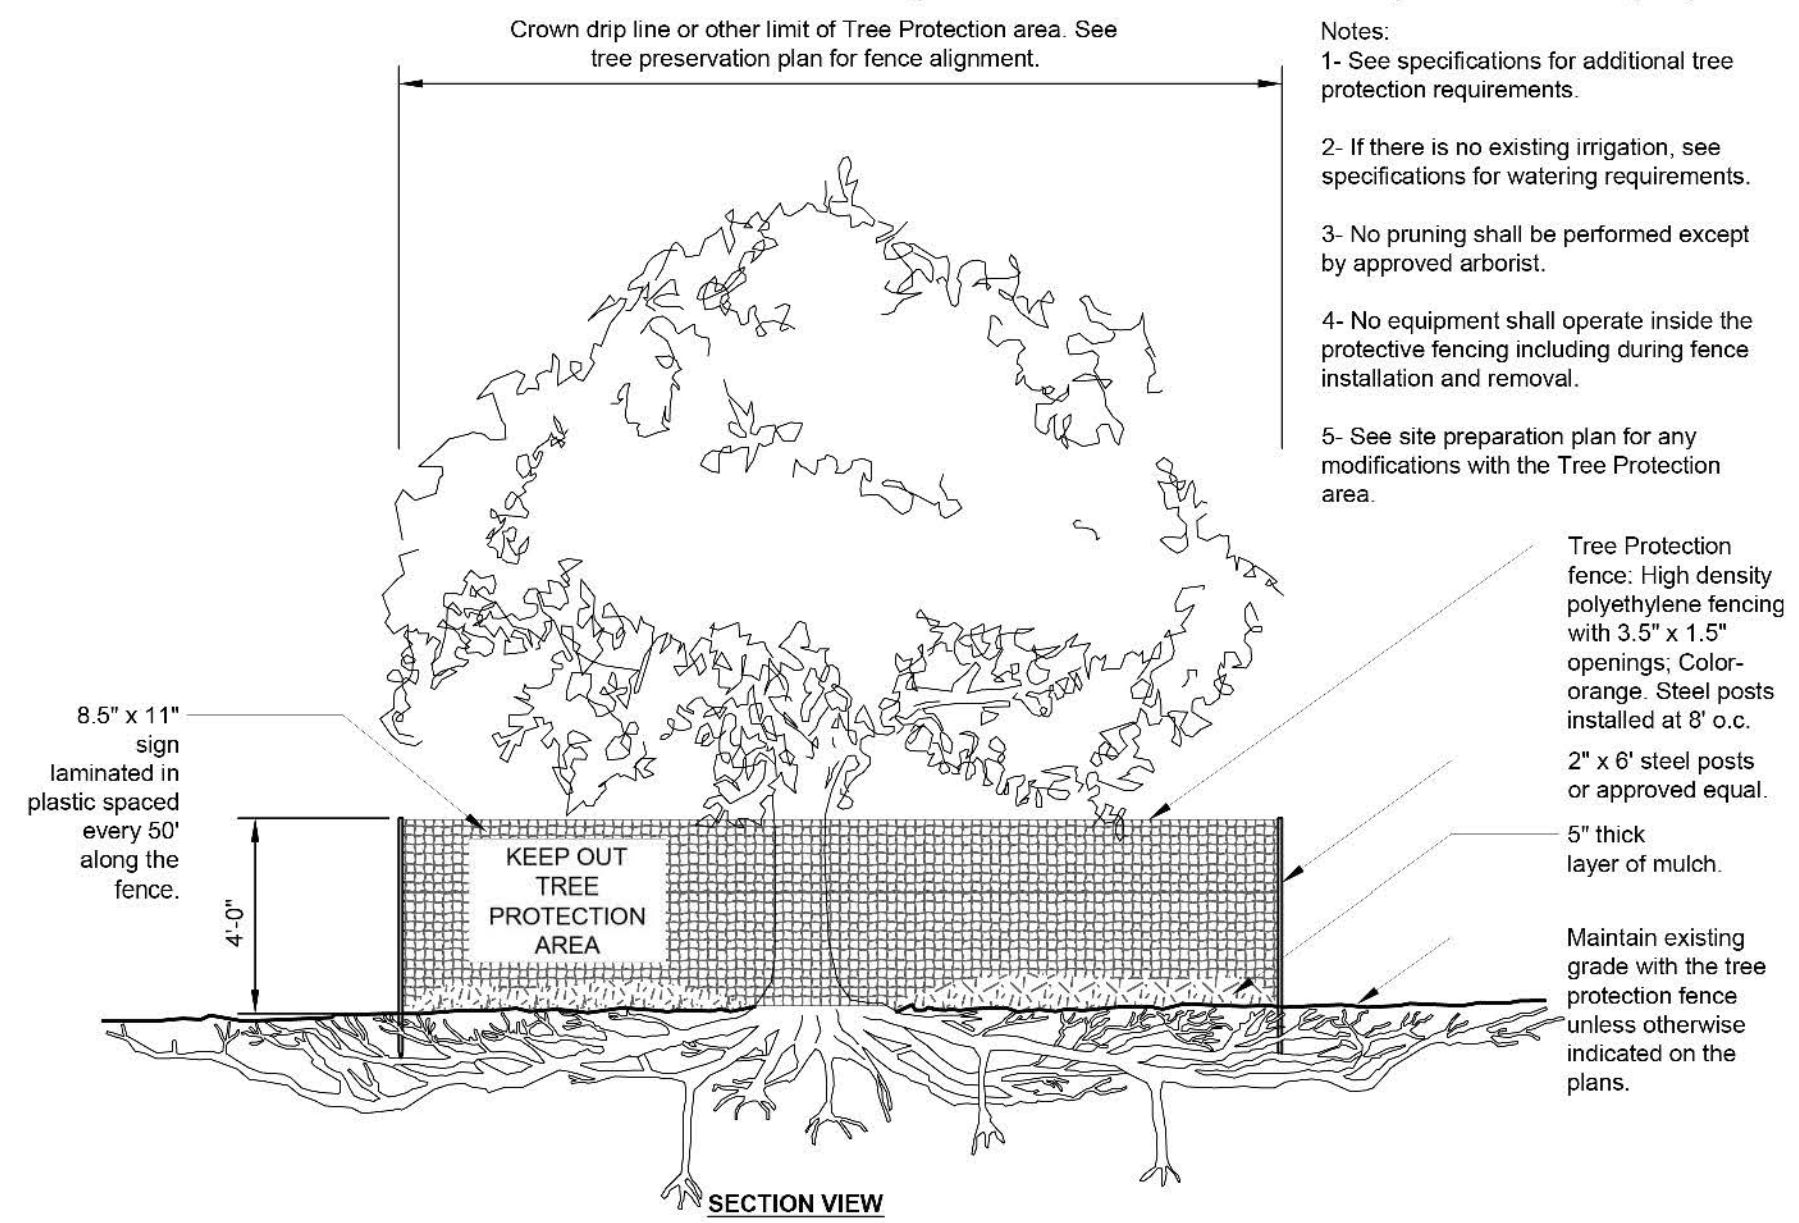 Crown drip line or other limit of Tree Protection area. See
tree preservation plan for fence alignment.
Notes:
1- See specifications for additional tree
protection requirements.
2- If there is no existing irrigation, see
specifications for watering requirements.
3- No pruning shall be performed except
by approved arborist.
4- No equipment shall operate inside the
protective fencing including during fence
installation and removal.
5- See site preparation plan for any
modifications with the Tree Protection
area.
Tree Protection
fence: High density
polyethylene fencing
with 3.5" x 1.5"
openings; Color-
orange. Steel posts
installed at 8' o.c.
2" x 6' steel posts
or approved equal.
5" thick
layer of mulch.
Maintain existing
grade with the tree
protection fence
unless otherwise
indicated on the
plans.
8.5" x 11"
sign
laminated in
plastic spaced
every 50'
along the
fence.
4'-0"
KEEP OUT
TREE
PROTECTION
AREA
SECTION VIEW